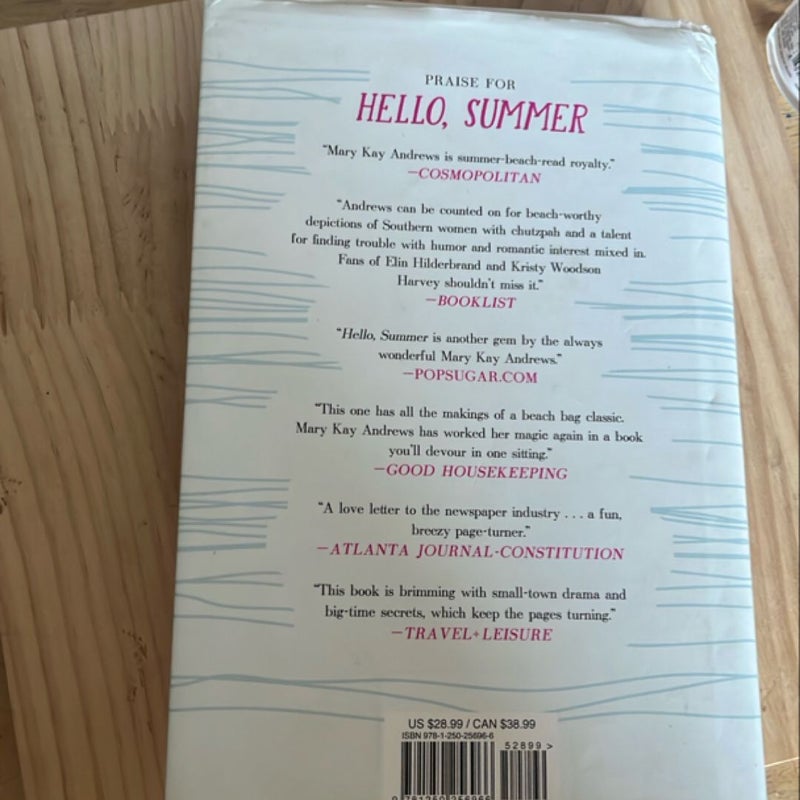 PRAISE FOR
HELLO, SUMMER
"Mary Kay Andrews is summer-beach-read royalty."
—COSMOPOLITAN
"Andrews can be counted on for beach-worthy
depictions of Southern women with chutzpah and a talent
for finding trouble with humor and romantic interest mixed in.
Fans of Elin Hilderbrand and Kristy Woodson
Harvey shouldn't miss it."
—BOOKLIST
"Hello, Summer is another gem by the always
wonderful Mary Kay Andrews."
—POPSUGAR.COM
"This one has all the makings of a beach bag classic.
Mary Kay Andrews has worked her magic again in a book
you'll devour in one sitting."
—GOOD HOUSEKEEPING
"A love letter to the newspaper industry . . . a fun,
breezy page-turner."
—ATLANTA JOURNAL-CONSTITUTION
"This book is brimming with small-town drama and
big-time secrets, which keep the pages turning."
—TRAVEL+LEISURE
US $28.99 / CAN $38.99
ISBN 978-1-250-25696-6
52899 >
9 781250 256966